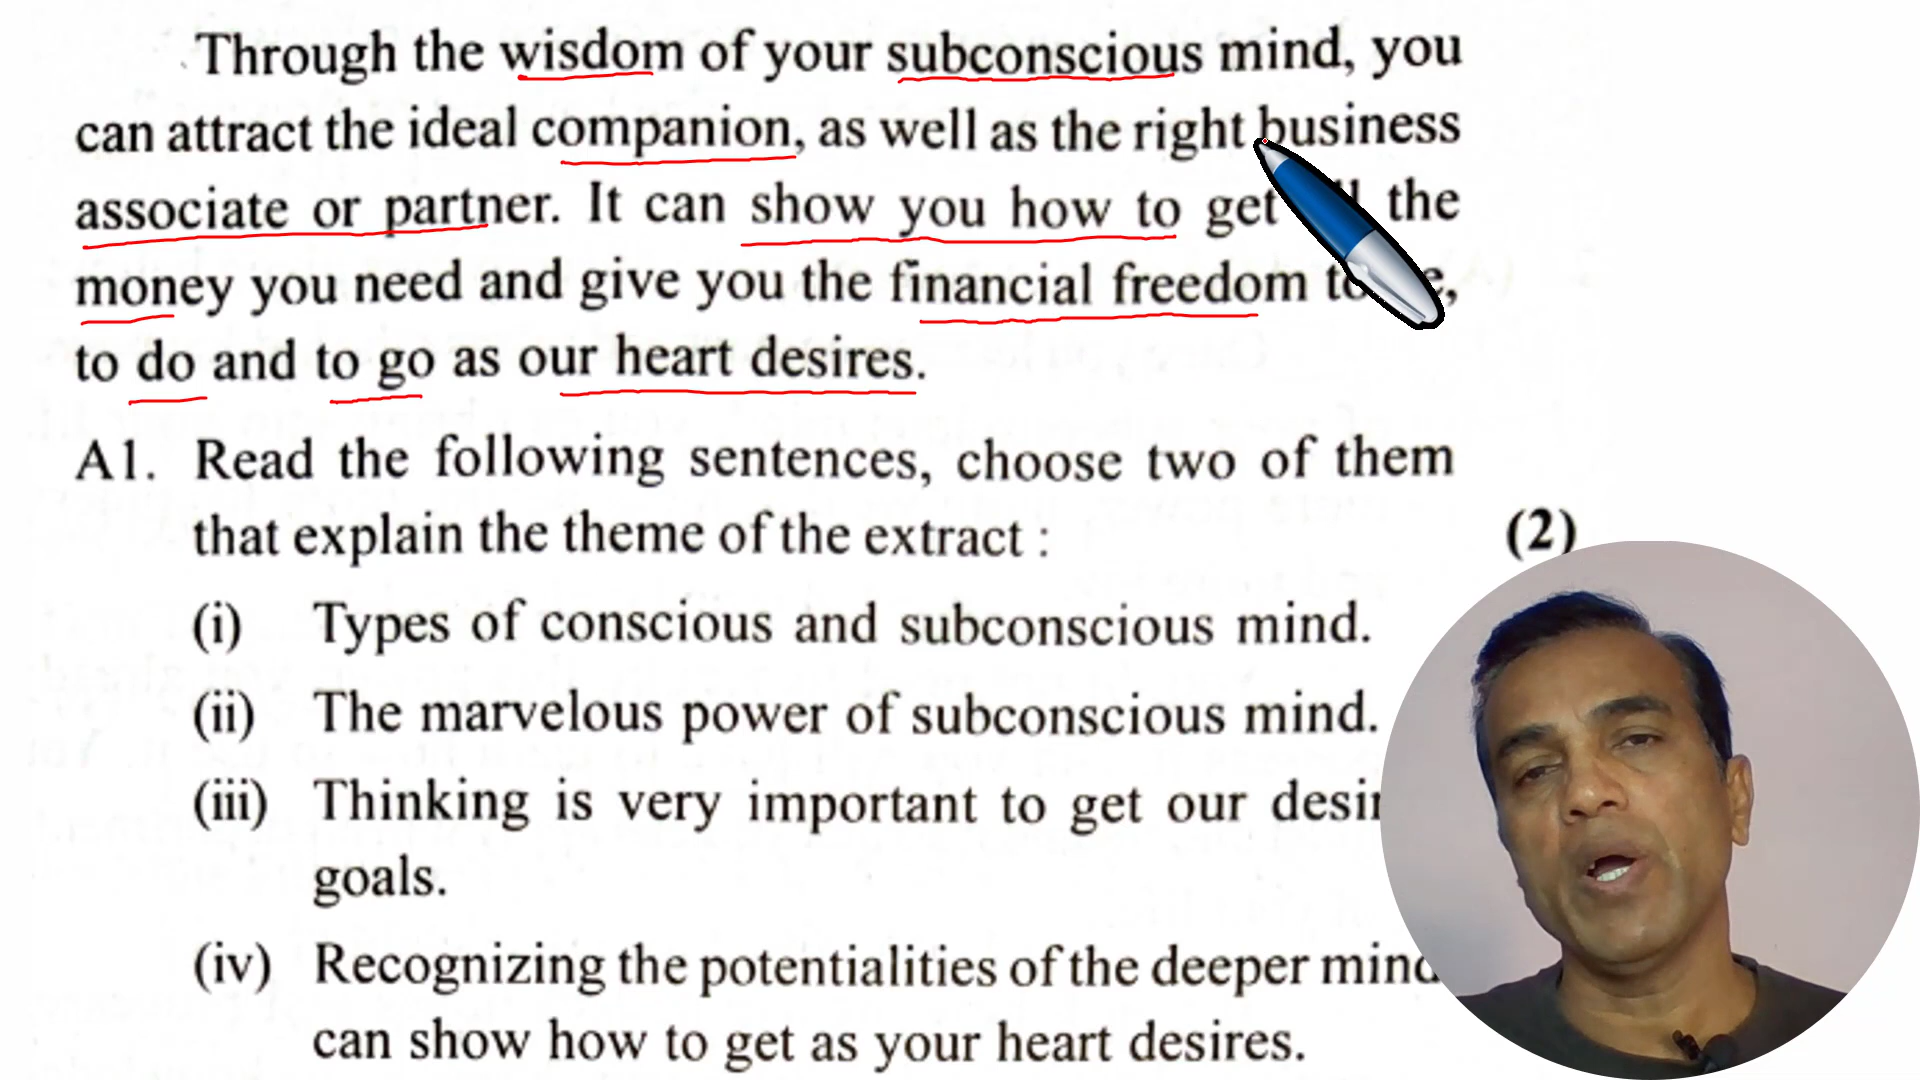 Through the wisdom of your subconscious mind, you
can attract the ideal companion, as well as the right business
associate or partner. It can show you how to get the
money you need and give you the financial freedom
to do and to go as our heart desires.
A1. Read the following sentences, choose two of them
that explain the theme of the extract : (2)
(i) Types of conscious and subconscious mind.
(ii) The marvelous power of subconscious mind.
(iii) Thinking is very important to get our
goals.
(iv) Recognizing the potentialities of the deeper mind
can show how to get as your heart desires.